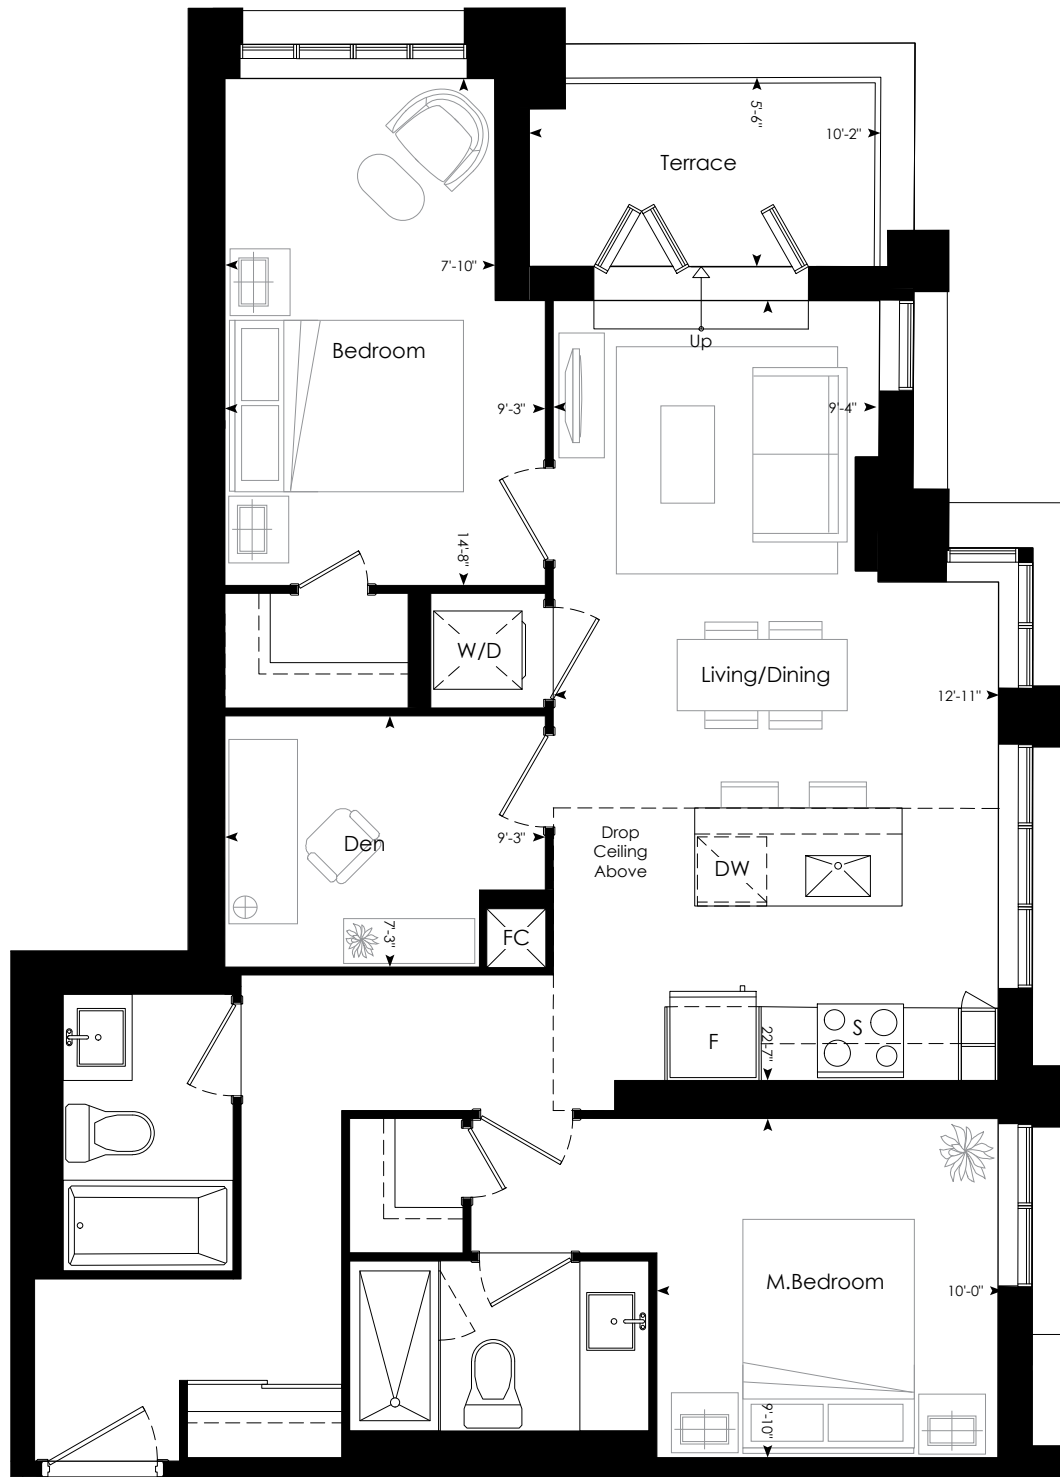 5'-6"
10'-2"
Terrace
7'-10"
Up
Bedroom
9'-3"
9'-4"
14'-8"
W/D
Living/Dining
12'-11"
Drop
Ceiling
Above
Den
9'-3"
DW
7'-3"
FC
F
22'-7"
S
M.Bedroom
10'-0"
9'-10"